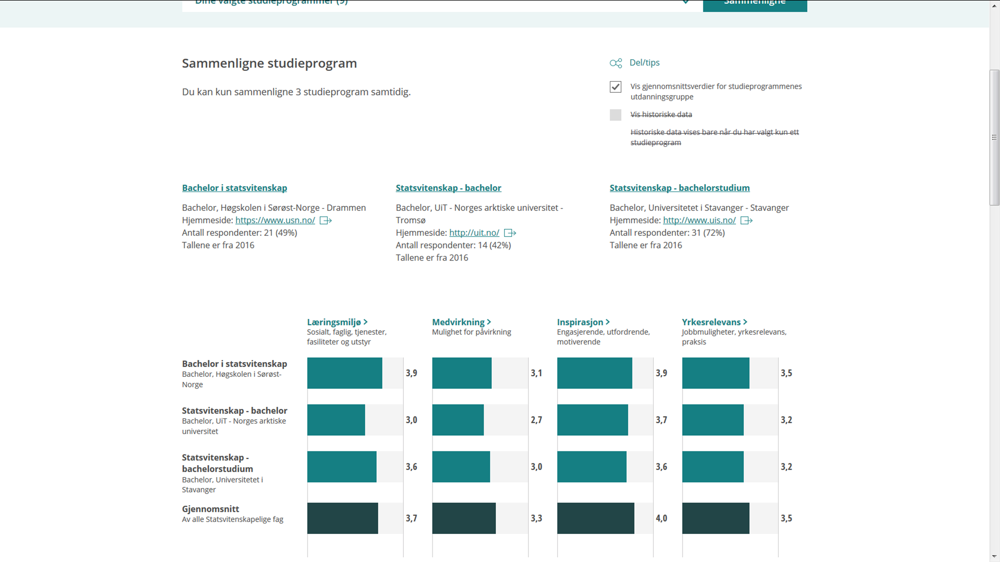 Dine valgte studieprogrammer (9)
Sammenligne
Sammenligne studieprogram
Du kan kun sammenligne 3 studieprogram samtidig.
Del/tips
Vis gjennomsnittsverdier for studieprogrammenes
utdanningsgruppe
Vis historiske data
Historiske data vises bare når du har valgt kun ett
studieprogram
Bachelor i statsvitenskap
Bachelor, Høgskolen i Sørøst-Norge - Drammen
Hjemmeside: https://www.usn.no/
Antall respondenter: 21 (49%)
Tallene er fra 2016
Statsvitenskap - bachelor
Bachelor, UiT - Norges arktiske universitet -
Tromsø
Hjemmeside: http://uit.no/
Antall respondenter: 14 (42%)
Tallene er fra 2016
Statsvitenskap - bachelorstudium
Bachelor, Universitetet i Stavanger - Stavanger
Hjemmeside: http://www.uis.no/
Antall respondenter: 31 (72%)
Tallene er fra 2016
Læringsmiljø >
Sosialt, faglig, tjenester,
fasiliteter og utstyr
Medvirkning >
Mulighet for påvirkning
Inspirasjon >
Engasjerende, utfordrende,
motiverende
Yrkesrelevans >
Jobbmuligheter, yrkesrelevans,
praksis
Bachelor i statsvitenskap
Bachelor, Høgskolen i Sørøst-
Norge
3,9
3,1
3,9
3,5
Statsvitenskap - bachelor
Bachelor, UiT - Norges arktiske
universitet
3,0
2,7
3,7
3,2
Statsvitenskap -
bachelorstudium
Bachelor, Universitetet i
Stavanger
3,6
3,0
3,6
3,2
Gjennomsnitt
Av alle Statsvitenskapelige fag
3,7
3,3
4,0
3,5